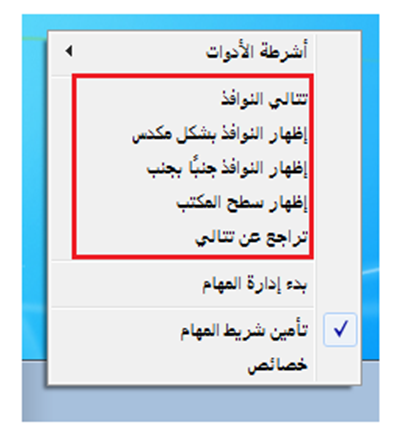 أشرطة الأدوات
تتالي النوافذ
إظهار النوافذ بشكل مكدس
إظهار النوافذ جنبًا بجنب
إظهار سطح المكتب
تراجع عن تتالي
بدء إدارة المهام
تأمين شريط المهام
خصائص